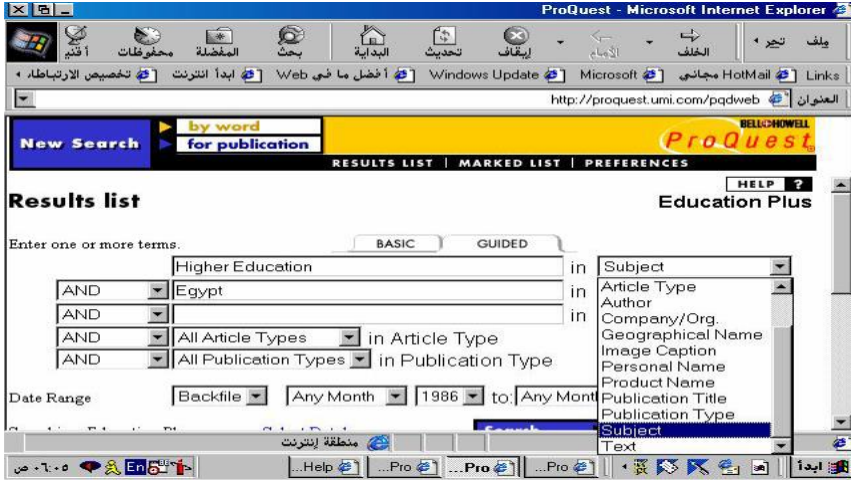 ProQuest - Microsoft Internet Explorer
ملف تحرير الخلف الأمام إيقاف تحديث البداية بحث المفضلة محفوظات أقنية
Links HotMail مجاني Microsoft Windows Update أفضل ما في Web ابدأ انترنت تخصيص الارتباطات
العنوان http://proquest.umi.com/pqdweb
New Search
by word
for publication
BELL+HOWELL
ProQuest
RESULTS LIST | MARKED LIST | PREFERENCES
HELP ?
Results list
Education Plus
Enter one or more terms.
BASIC GUIDED
Higher Education in Subject
AND Egypt in
AND in
AND All Article Types in Article Type
AND All Publication Types in Publication Type
Date Range Backfile Any Month 1986 to: Any Mont
Article Type
Author
Company/Org.
Geographical Name
Image Caption
Personal Name
Product Name
Publication Title
Publication Type
Subject
Text
منطقة إنترنت
ابدأ ...Pro ...Pro ...Pro ...Help En ٠٦:٠٥ ص